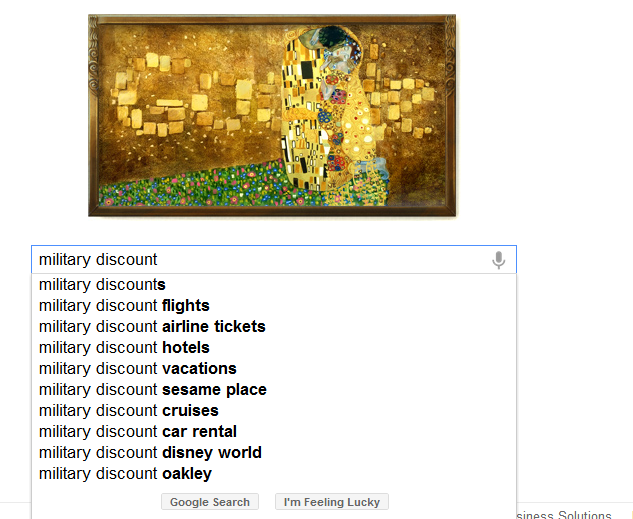 military discount
military discounts
military discount flights
military discount airline tickets
military discount hotels
military discount vacations
military discount sesame place
military discount cruises
military discount car rental
military discount disney world
military discount oakley
Google Search I'm Feeling Lucky
siness Solutions